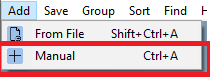 Add Save Group Sort Find
From File Shift+Ctrl+A
Manual Ctrl+A